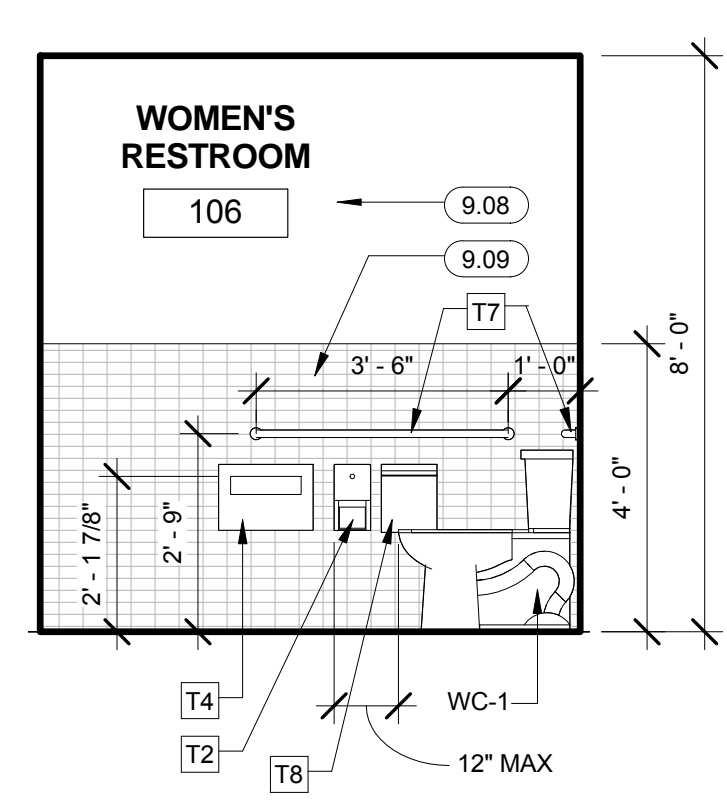 WOMEN'S
RESTROOM
106
9.08
9.09
T7
3' - 6"
1' - 0"
8' - 0"
4' - 0"
2' - 1 7/8"
2' - 9"
T4
WC-1
T2
12" MAX
T8